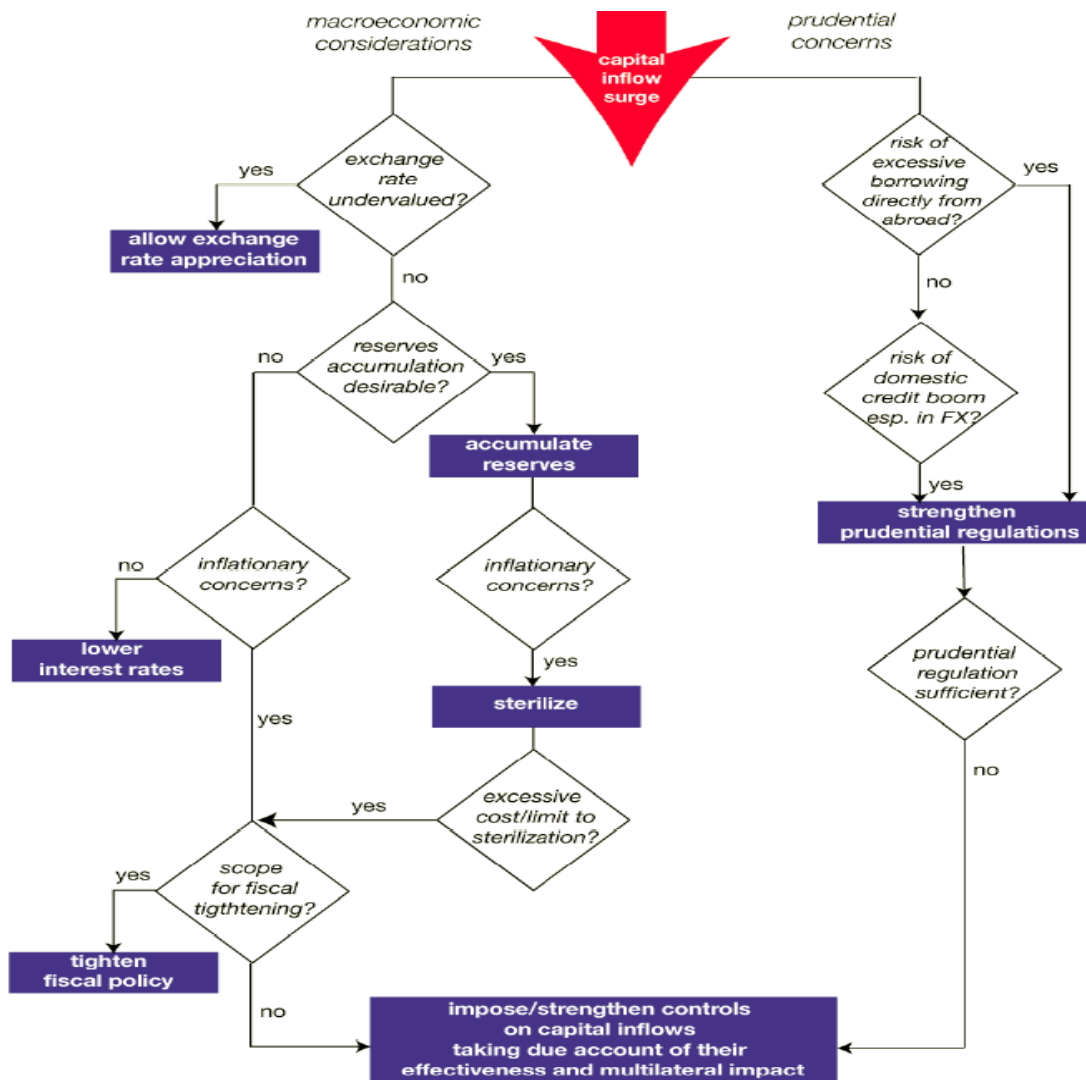 macroeconomic
considerations
prudential
concerns
capital
inflow
surge
exchange
rate
undervalued?
yes
allow exchange
rate appreciation
no
risk of
excessive
borrowing
directly from
abroad?
yes
no
reserves
accumulation
desirable?
no
yes
accumulate
reserves
risk of
domestic
credit boom
esp. in FX?
yes
strengthen
prudential regulations
inflationary
concerns?
no
lower
interest rates
yes
inflationary
concerns?
yes
sterilize
prudential
regulation
sufficient?
no
excessive
cost/limit to
sterilization?
yes
scope
for fiscal
tigthtening?
yes
tighten
fiscal policy
no
impose/strengthen controls
on capital inflows
taking due account of their
effectiveness and multilateral impact